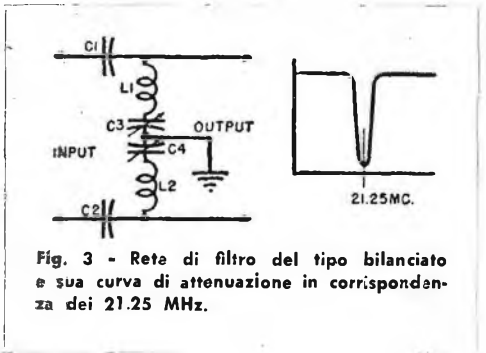 C1
L1
C3
OUTPUT
INPUT
C4
L2
C2
21.25MC.
Fig. 3 - Rete di filtro del tipo bilanciato
e sua curva di attenuazione in corrisponden-
za dei 21.25 MHz.